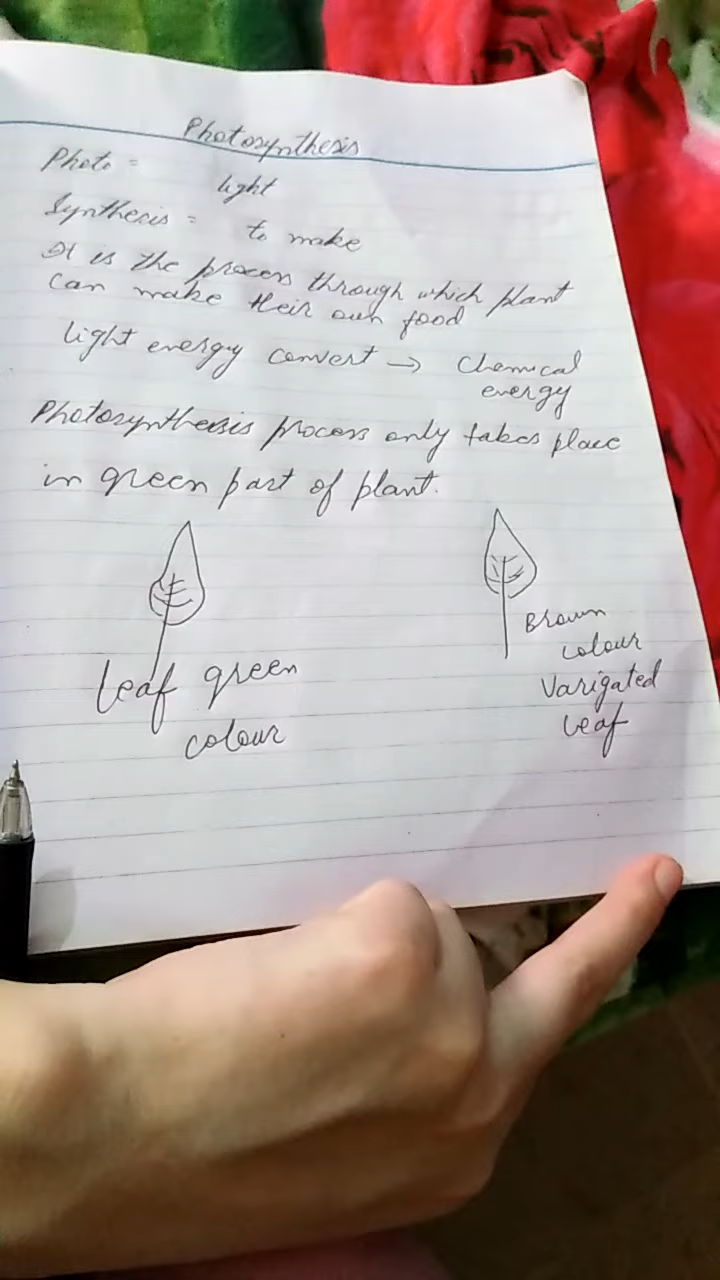 Photosynthesis
Photo = light
Synthesis = to make
It is the process through which plant
can make their own food
light energy convert → chemical
energy
Photosynthesis process only takes place
in green part of plant.
leaf green
colour
Brown
colour
Varigated
leaf